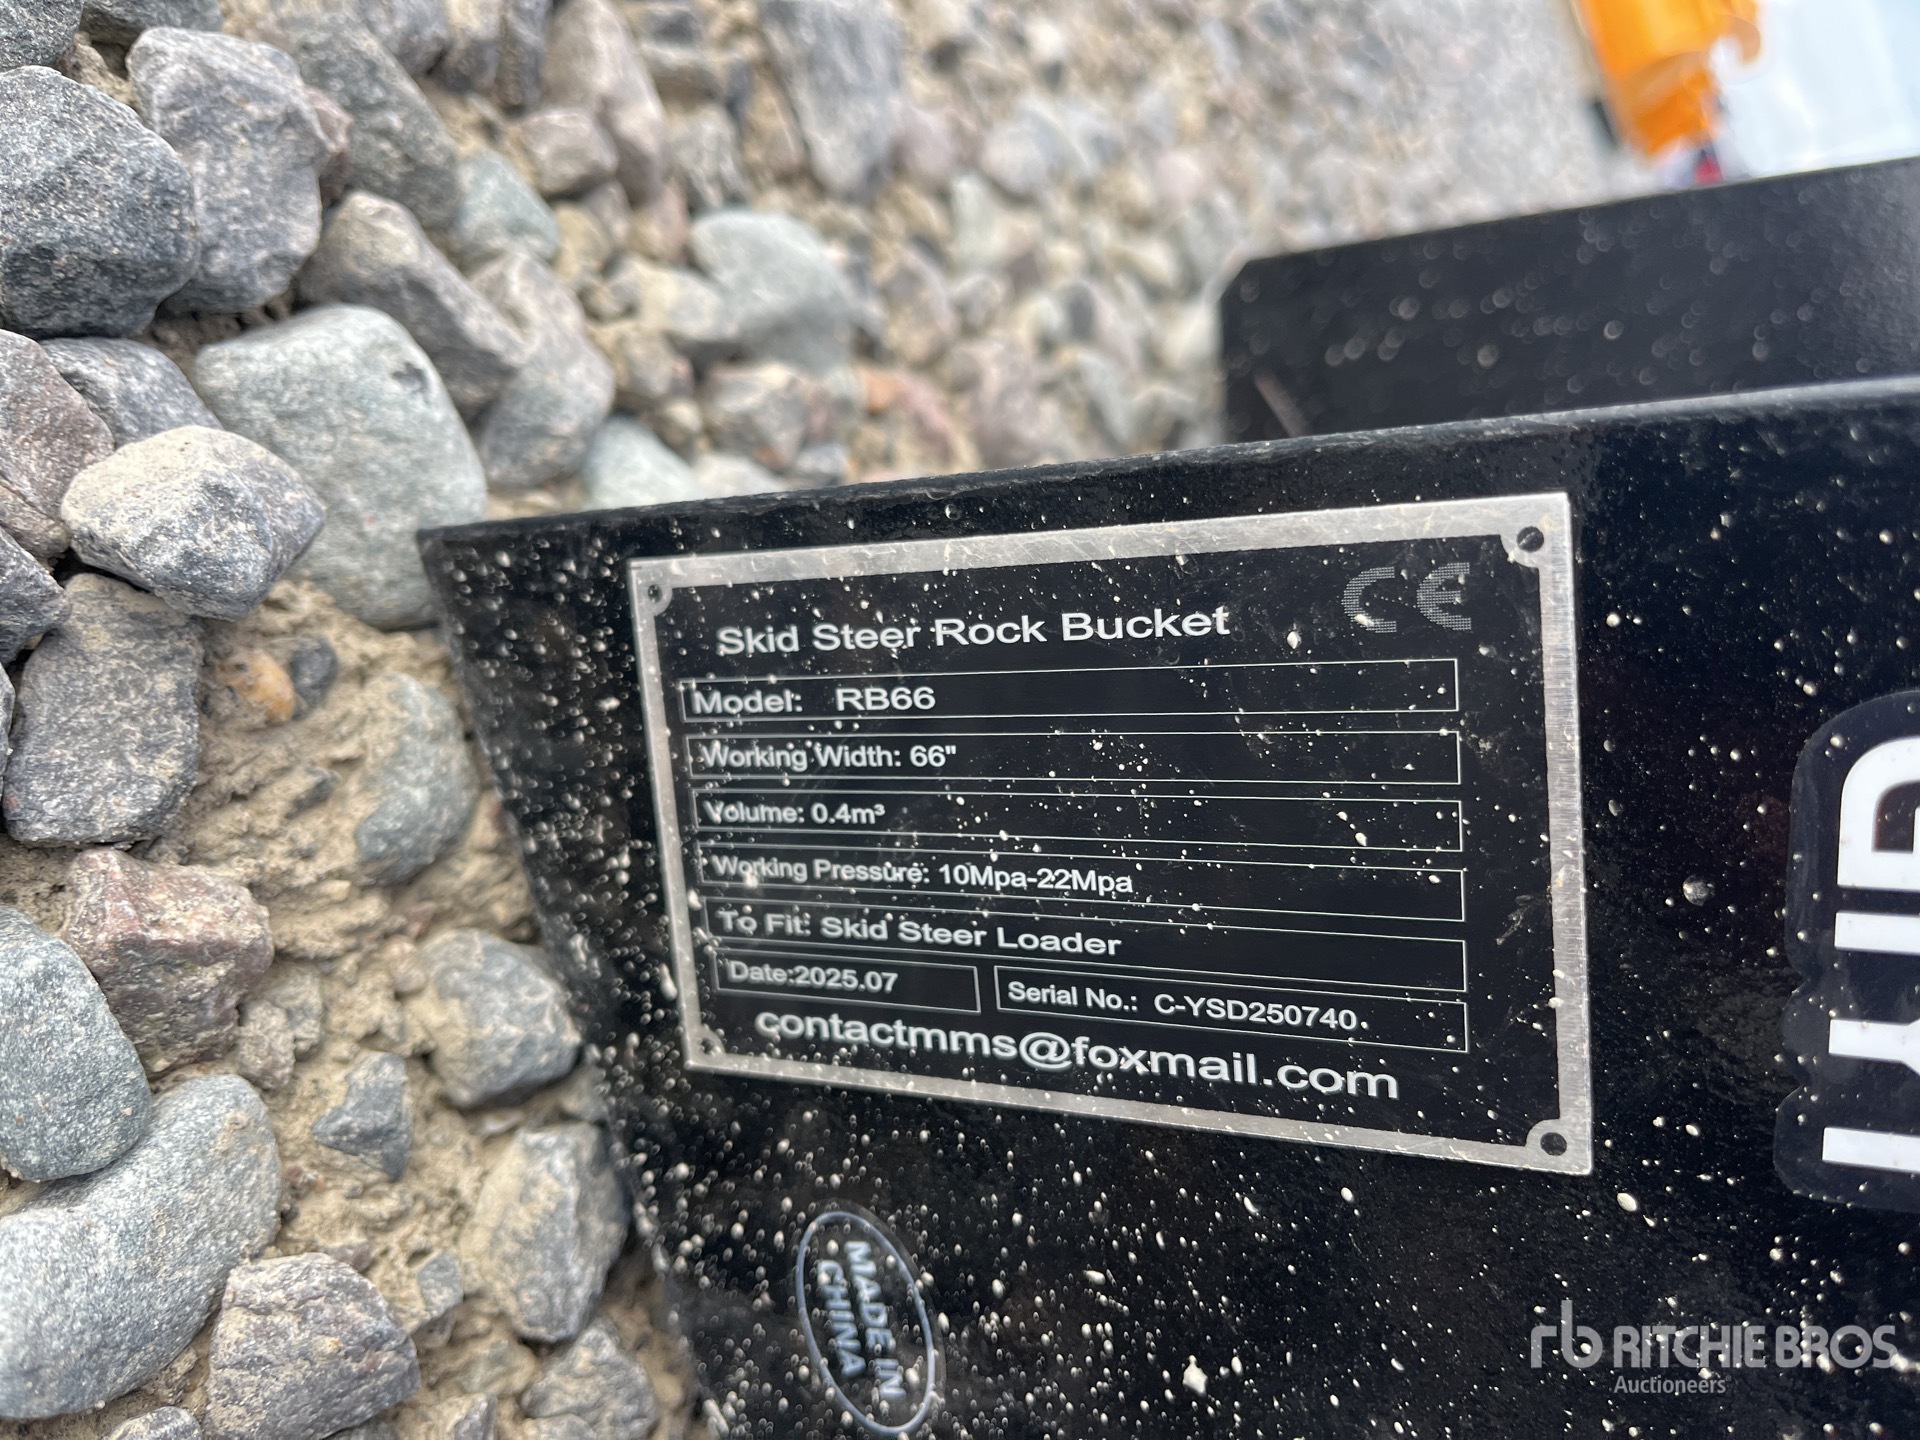 CE
Skid Steer Rock Bucket
Model: RB66
Working Width: 66"
Volume: 0.4m³
Working Pressure: 10Mpa-22Mpa
To Fit: Skid Steer Loader
Date:2025.07
Serial No.: C-YSD250740
contactmms@foxmail.com
MADE IN
CHINA
rb RITCHIE BROS
Auctioneers